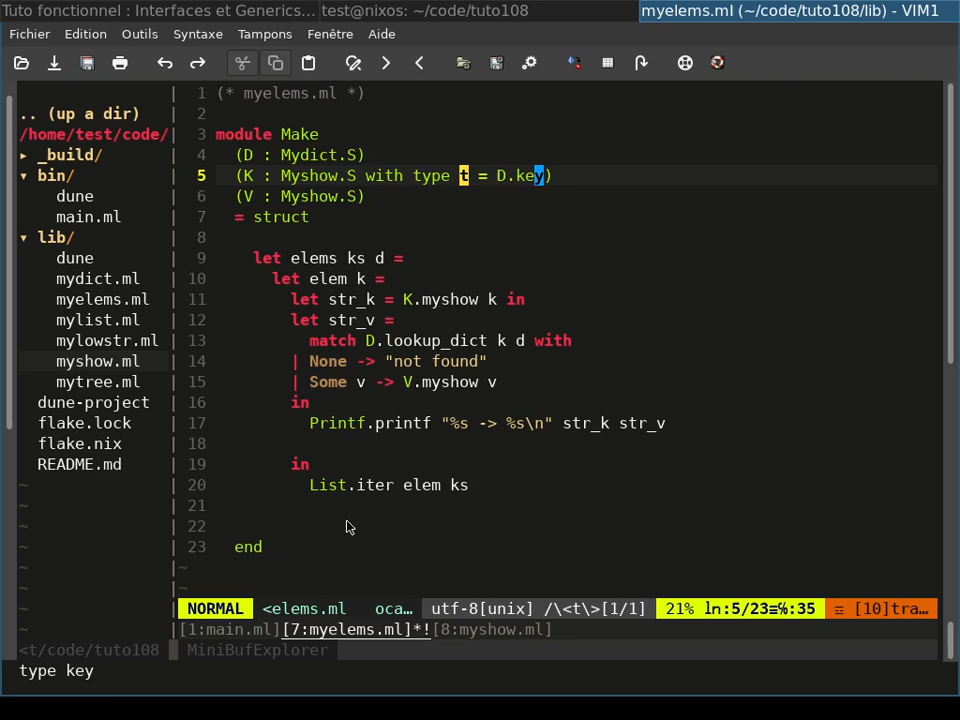 Tuto fonctionnel : Interfaces et Generics... test@nixos: ~/code/tuto108 myelems.ml (~/code/tuto108/lib) - VIM1
Fichier Edition Outils Syntaxe Tampons Fenêtre Aide
.. (up a dir)
/home/test/code/
▸ _build/
▾ bin/
dune
main.ml
▾ lib/
dune
mydict.ml
myelems.ml
mylist.ml
mylowstr.ml
myshow.ml
mytree.ml
dune-project
flake.lock
flake.nix
README.md
<t/code/tuto108
1 (* myelems.ml *)
2
3 module Make
4 (D : Mydict.S)
5 (K : Myshow.S with type t = D.key)
6 (V : Myshow.S)
7 = struct
8
9 let elems ks d =
10 let elem k =
11 let str_k = K.myshow k in
12 let str_v =
13 match D.lookup_dict k d with
14 | None -> "not found"
15 | Some v -> V.myshow v
16 in
17 Printf.printf "%s -> %s\n" str_k str_v
18
19 in
20 List.iter elem ks
21
22
23 end
NORMAL <elems.ml oca… utf-8[unix] /\<t\>[1/1] 21% ln:5/23≡℅:35 ☲ [10]tra…
[1:main.ml][7:myelems.ml]*![8:myshow.ml]
MiniBufExplorer
type key